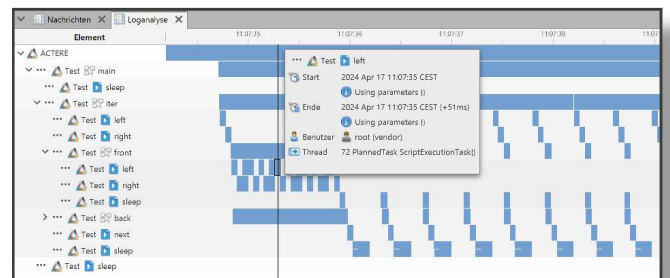 Nachrichten
Loganalyse
Element 11:07:35 11:07:36 11:07:37 11:07:38 11:07
ACTERE
Test main
Test sleep
Test iter
Test left
Test right
Test front
Test left
Test right
Test sleep
Test back
Test next
Test sleep
Test sleep
Test left
Start 2024 Apr 17 11:07:35 CEST
Using parameters {}
Ende 2024 Apr 17 11:07:35 CEST (+51ms)
Using parameters {}
Benutzer root (vendor)
Thread 72 PlannedTask ScriptExecutionTask{}